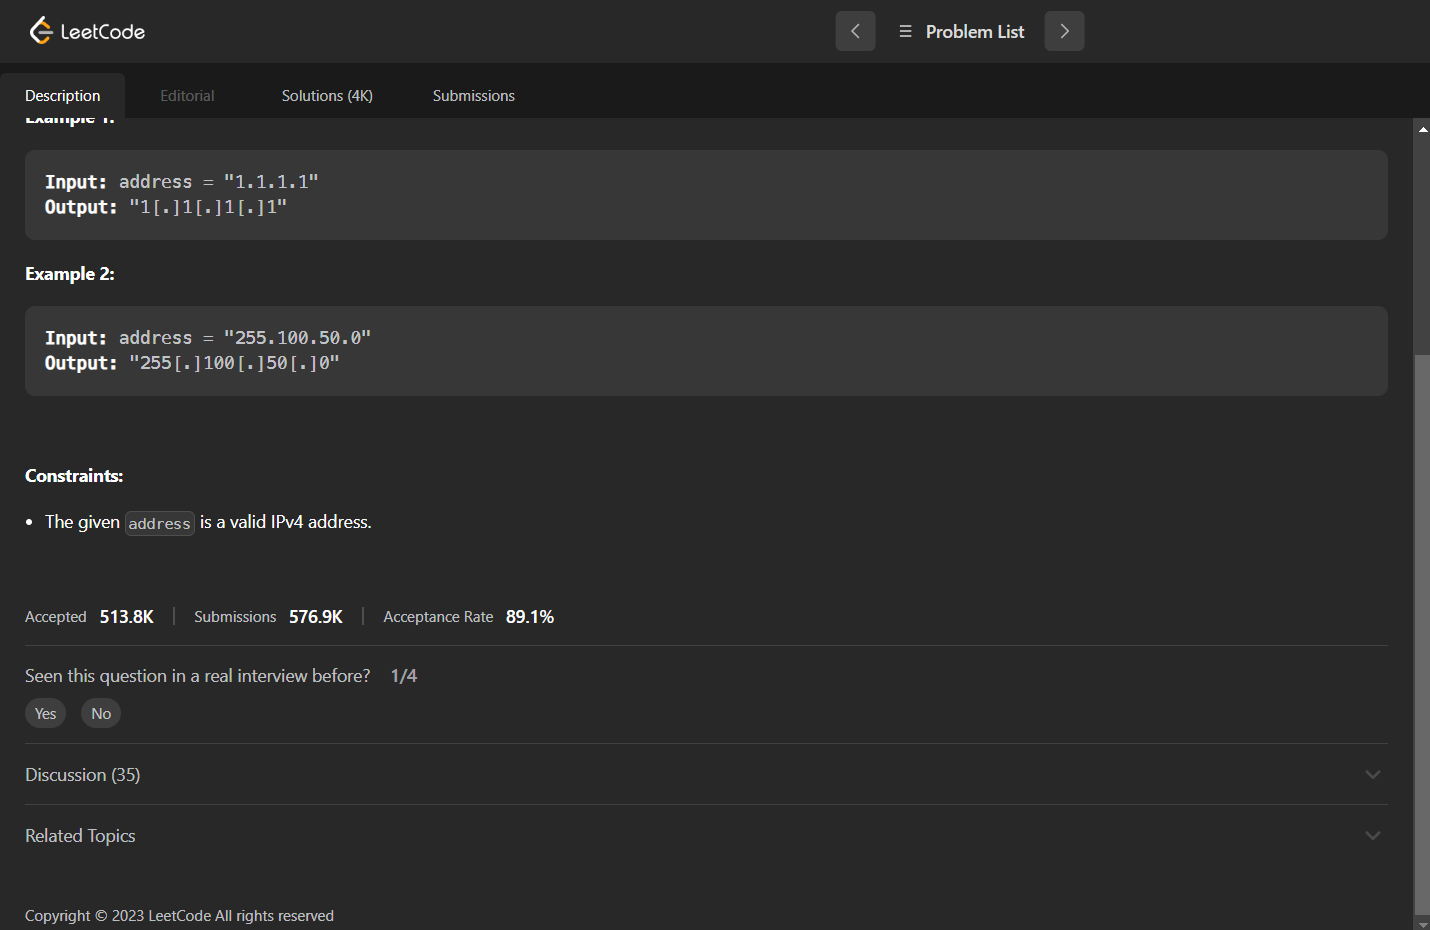 LeetCode
Problem List
Description Editorial Solutions (4K) Submissions
Example 1:
Input: address = "1.1.1.1"
Output: "1[.]1[.]1[.]1"
Example 2:
Input: address = "255.100.50.0"
Output: "255[.]100[.]50[.]0"
Constraints:
• The given address is a valid IPv4 address.
Accepted 513.8K Submissions 576.9K Acceptance Rate 89.1%
Seen this question in a real interview before? 1/4
Yes No
Discussion (35)
Related Topics
Copyright © 2023 LeetCode All rights reserved